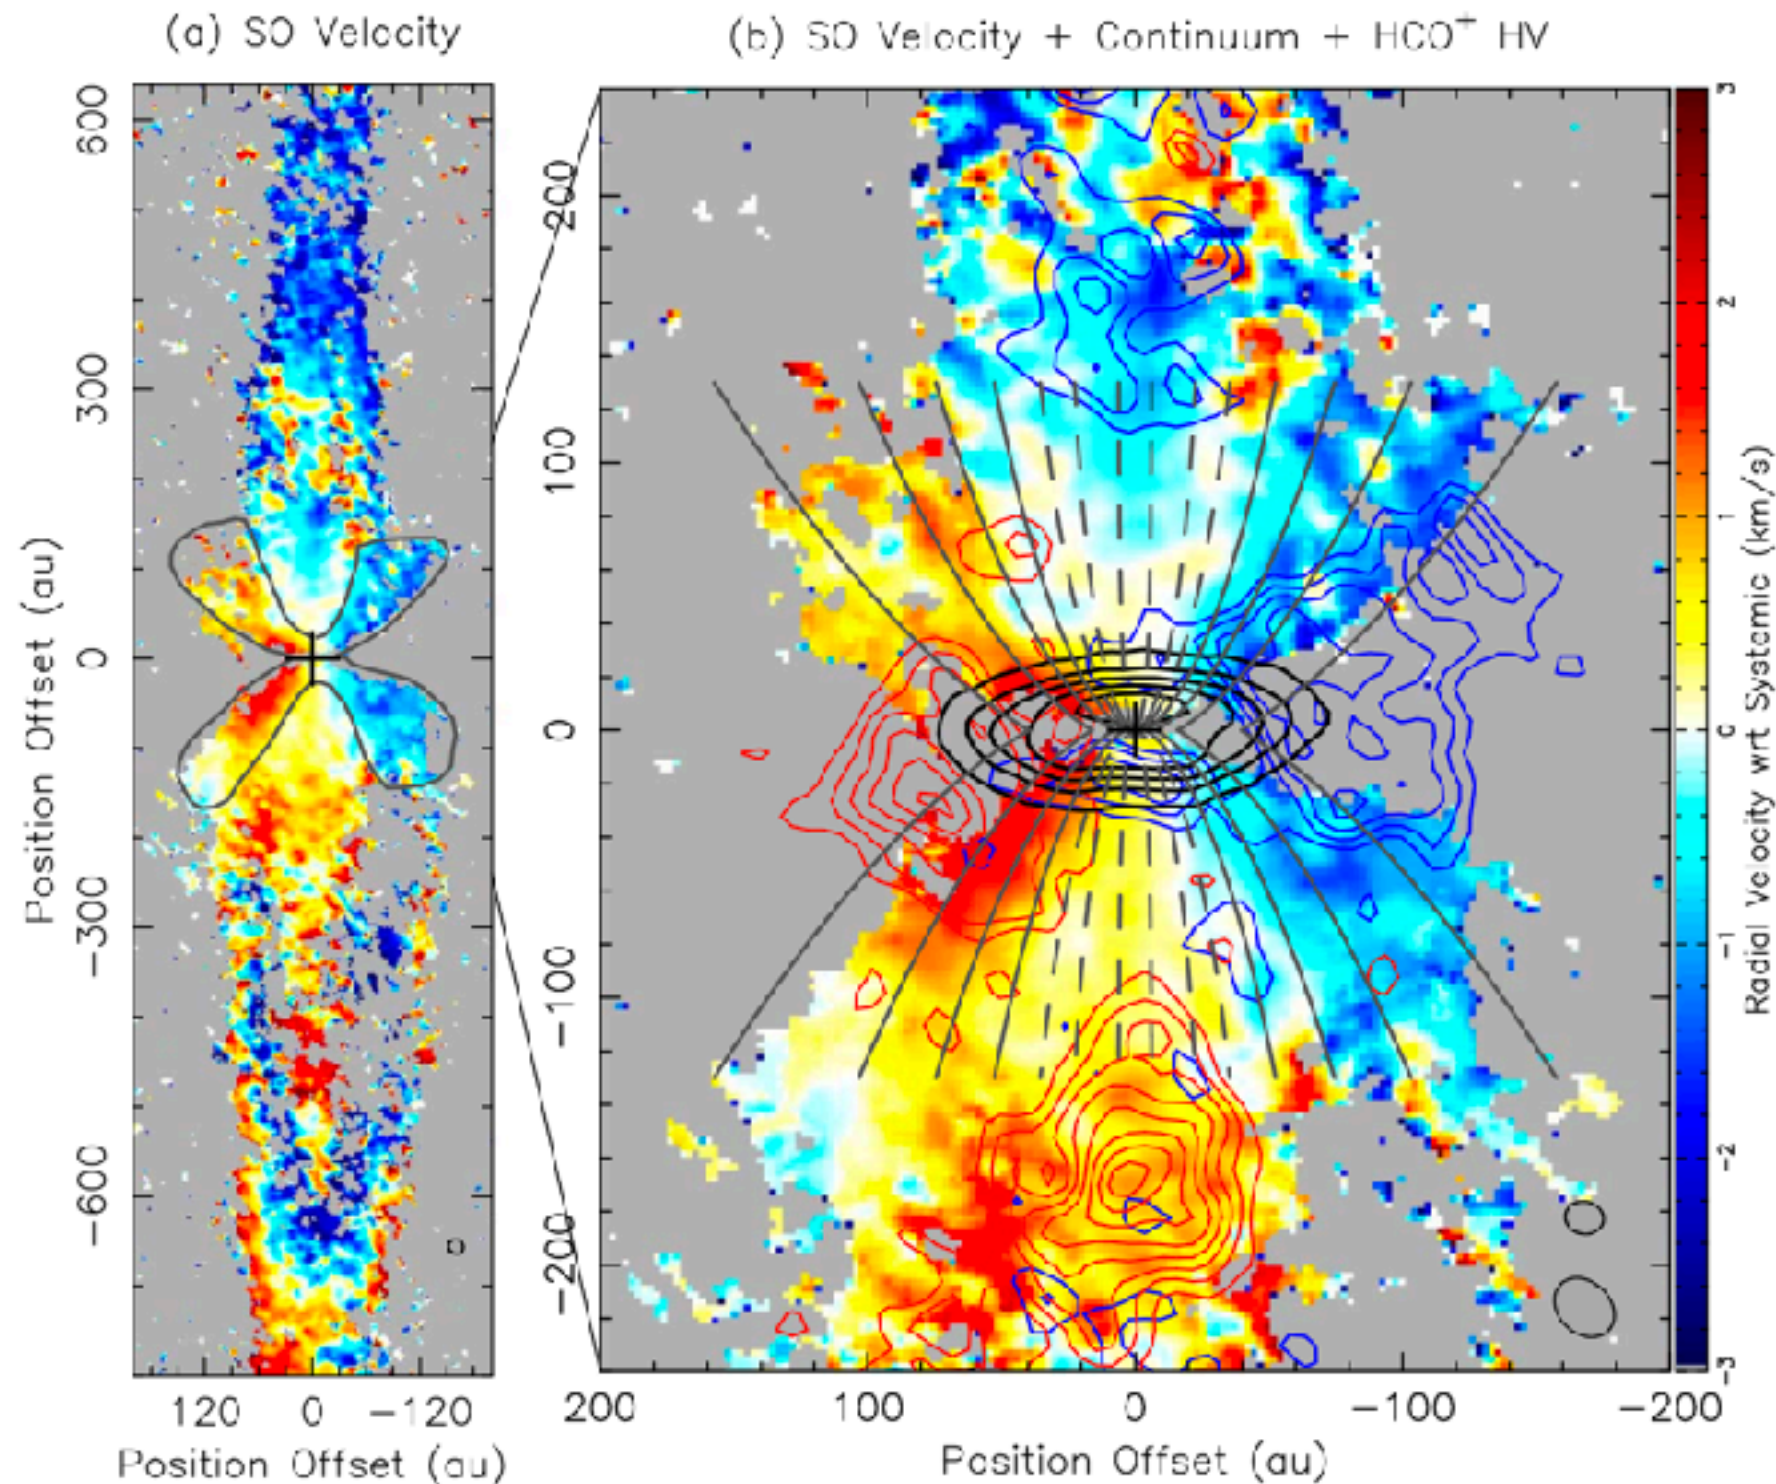 (a) SO Velocity
(b) SO Velocity + Continuum + HCO⁺ HV
600
300
0
−300
−600
Position Offset (au)
120 0 −120
Position Offset (au)
200
100
0
−100
−200
200 100 0 −100 −200
Position Offset (au)
3
2
1
0
−1
−2
−3
Radial Velocity wrt Systemic (km/s)